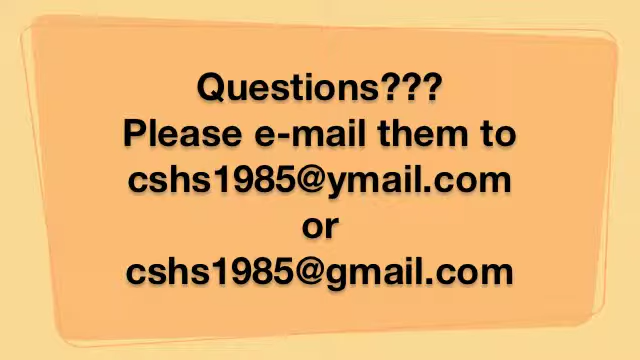 Questions???
Please e-mail them to
cshs1985@ymail.com
or
cshs1985@gmail.com